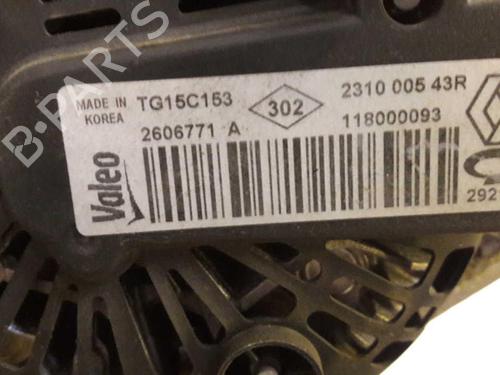 B-PARTS
MADE IN
KOREA
TG15C153
302
2310 005 43R
2606771 A
118000093
Valeo
292